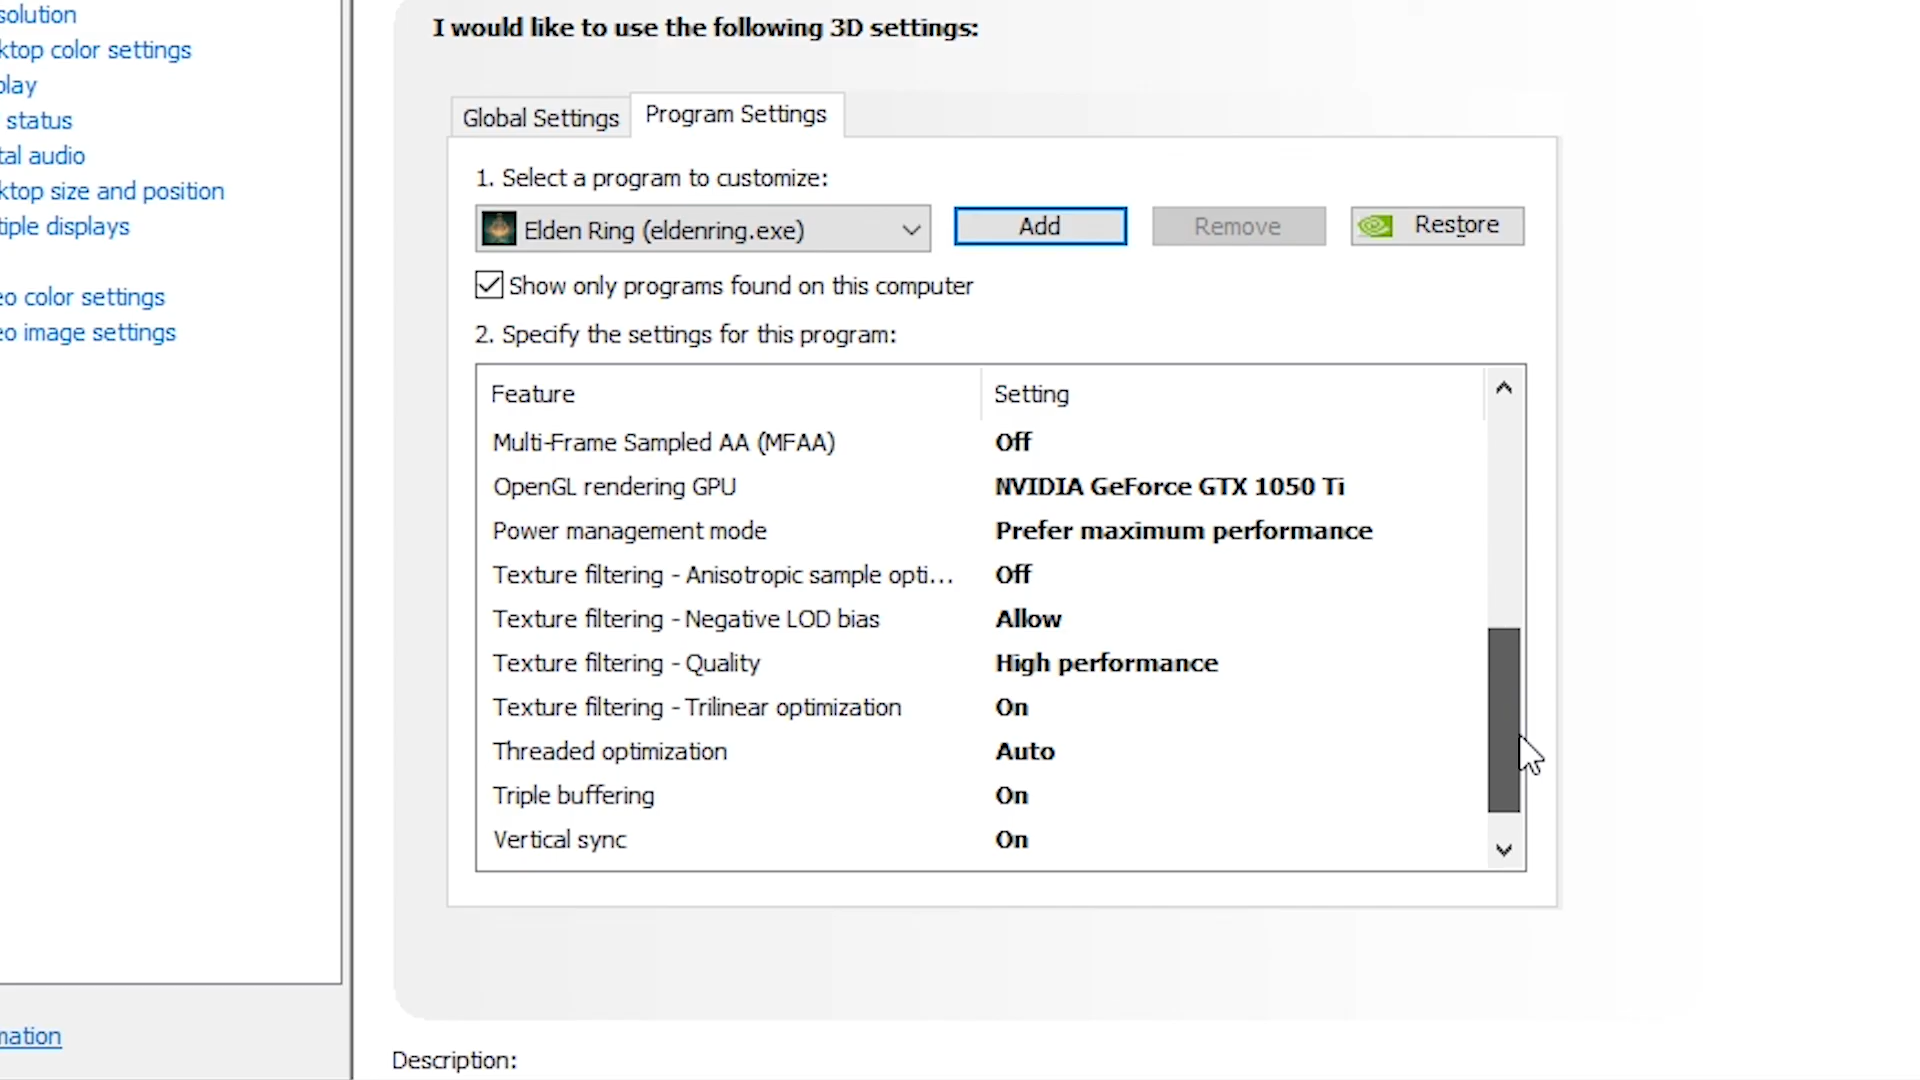 solution
ktop color settings
play
status
tal audio
ktop size and position
tiple displays
eo color settings
eo image settings
mation
I would like to use the following 3D settings:
Global Settings
Program Settings
1. Select a program to customize:
Elden Ring (eldenring.exe)
Add
Remove
Restore
Show only programs found on this computer
2. Specify the settings for this program:
Feature Setting
Multi-Frame Sampled AA (MFAA) Off
OpenGL rendering GPU NVIDIA GeForce GTX 1050 Ti
Power management mode Prefer maximum performance
Texture filtering - Anisotropic sample opti... Off
Texture filtering - Negative LOD bias Allow
Texture filtering - Quality High performance
Texture filtering - Trilinear optimization On
Threaded optimization Auto
Triple buffering On
Vertical sync On
Description: